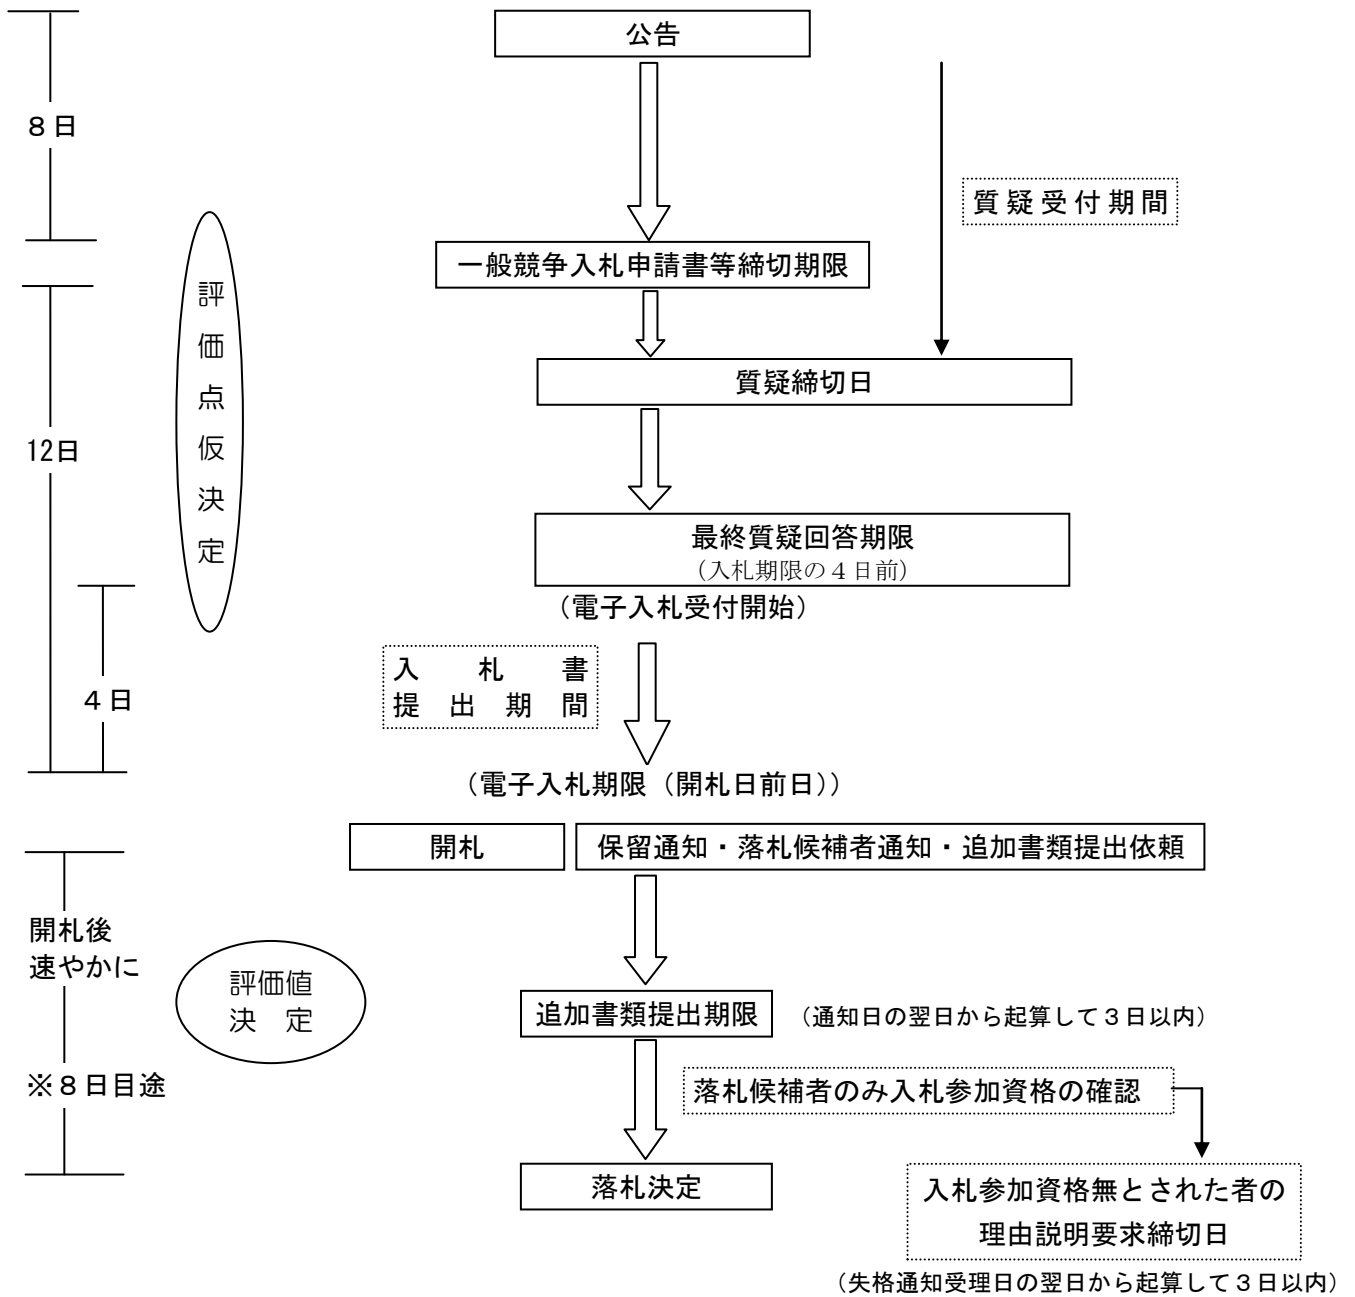 公告
８日
質疑受付期間
一般競争入札申請書等締切期限
評価点仮決定
質疑締切日
12日
最終質疑回答期限
（入札期限の４日前）
（電子入札受付開始）
入札書
提出期間
４日
（電子入札期限（開札日前日））
開札
保留通知・落札候補者通知・追加書類提出依頼
開札後
速やかに
評価値
決定
追加書類提出期限
（通知日の翌日から起算して３日以内）
※８日目途
落札候補者のみ入札参加資格の確認
落札決定
入札参加資格無とされた者の
理由説明要求締切日
（失格通知受理日の翌日から起算して３日以内）